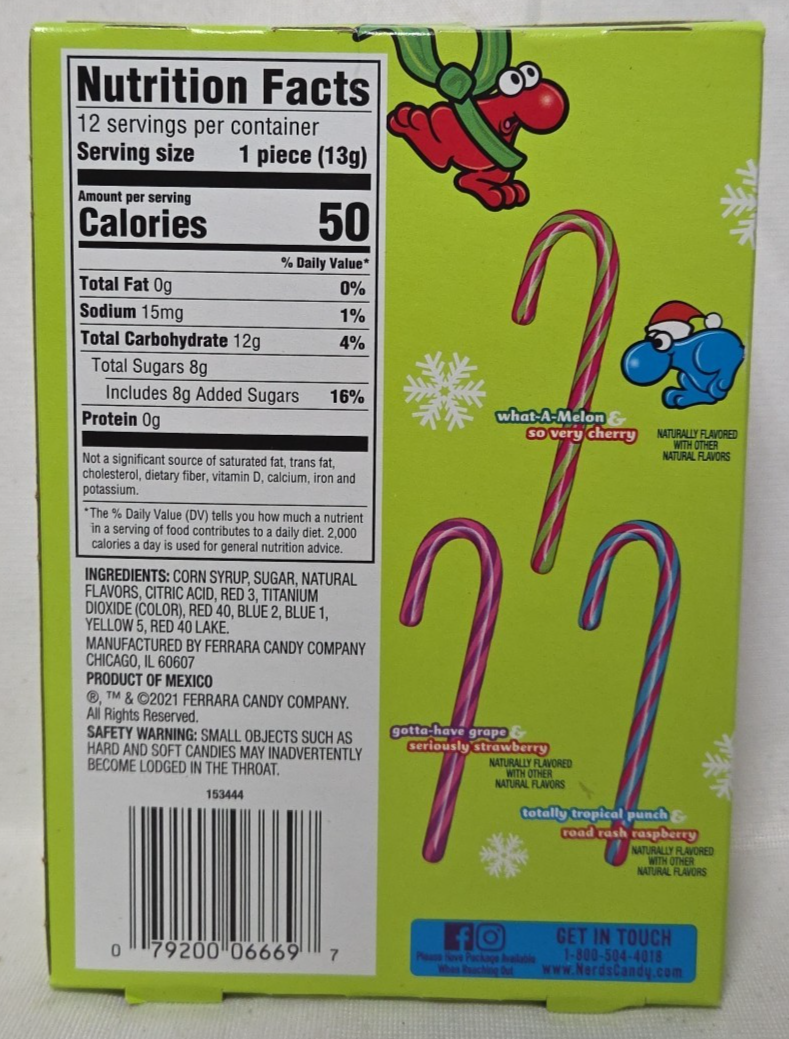 Nutrition Facts
12 servings per container
Serving size 1 piece (13g)
Amount per serving
Calories 50
% Daily Value*
Total Fat 0g 0%
Sodium 15mg 1%
Total Carbohydrate 12g 4%
Total Sugars 8g
Includes 8g Added Sugars 16%
Protein 0g
Not a significant source of saturated fat, trans fat,
cholesterol, dietary fiber, vitamin D, calcium, iron and
potassium.
*The % Daily Value (DV) tells you how much a nutrient
in a serving of food contributes to a daily diet. 2,000
calories a day is used for general nutrition advice.
INGREDIENTS: CORN SYRUP, SUGAR, NATURAL
FLAVORS, CITRIC ACID, RED 3, TITANIUM
DIOXIDE (COLOR), RED 40, BLUE 2, BLUE 1,
YELLOW 5, RED 40 LAKE.
MANUFACTURED BY FERRARA CANDY COMPANY
CHICAGO, IL 60607
PRODUCT OF MEXICO
®, ™ & ©2021 FERRARA CANDY COMPANY.
All Rights Reserved.
SAFETY WARNING: SMALL OBJECTS SUCH AS
HARD AND SOFT CANDIES MAY INADVERTENTLY
BECOME LODGED IN THE THROAT.
153444
0 79200 06669 7
what-A-Melon &
so very cherry
NATURALLY FLAVORED
WITH OTHER
NATURAL FLAVORS
gotta-have grape &
seriously strawberry
NATURALLY FLAVORED
WITH OTHER
NATURAL FLAVORS
totally tropical punch &
road rash raspberry
NATURALLY FLAVORED
WITH OTHER
NATURAL FLAVORS
f
Please Have Package Available
When Reaching Out
GET IN TOUCH
1-800-504-4018
www.NerdsCandy.com